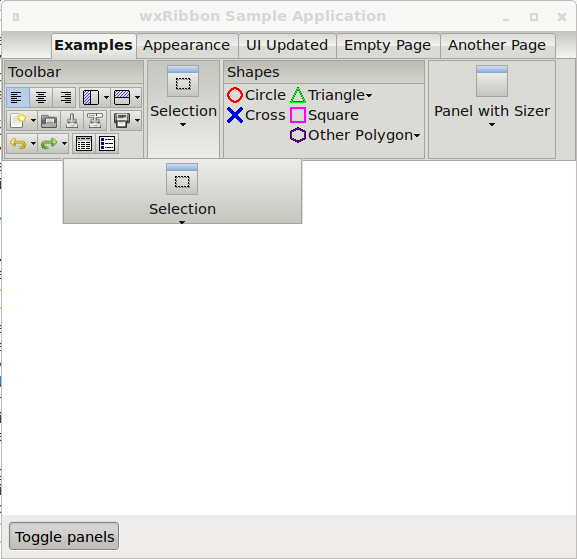 wxRibbon Sample Application
Examples Appearance UI Updated Empty Page Another Page
Toolbar
Selection
Shapes
Circle Triangle
Cross Square
Other Polygon
Panel with Sizer
Selection
Toggle panels